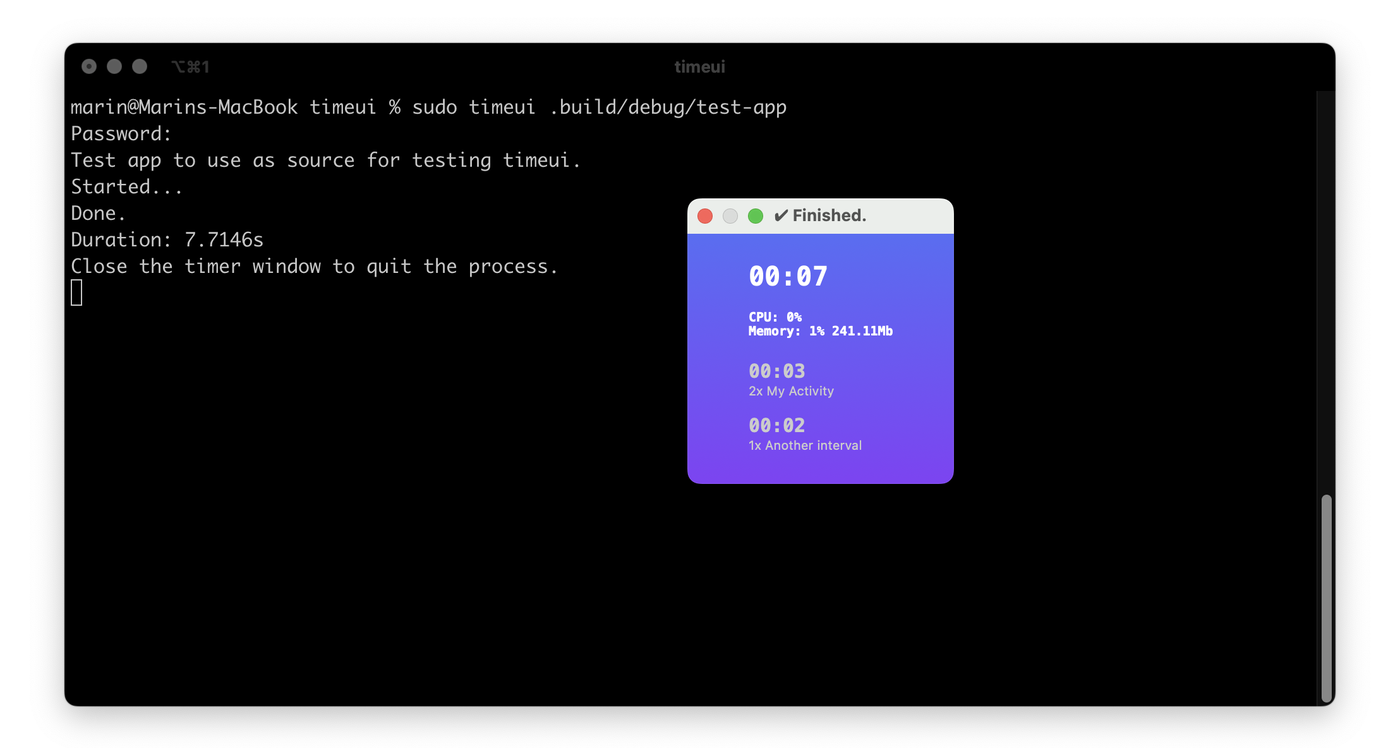 ⌥⌘1 timeui
marin@Marins-MacBook timeui % sudo timeui .build/debug/test-app
Password:
Test app to use as source for testing timeui.
Started...
Done.
Duration: 7.7146s
Close the timer window to quit the process.
✔ Finished.
00:07
CPU: 0%
Memory: 1% 241.11Mb
00:03
2x My Activity
00:02
1x Another interval